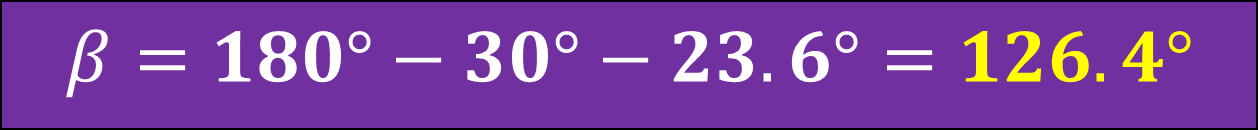 β = 180° − 30° − 23.6° = 126.4°